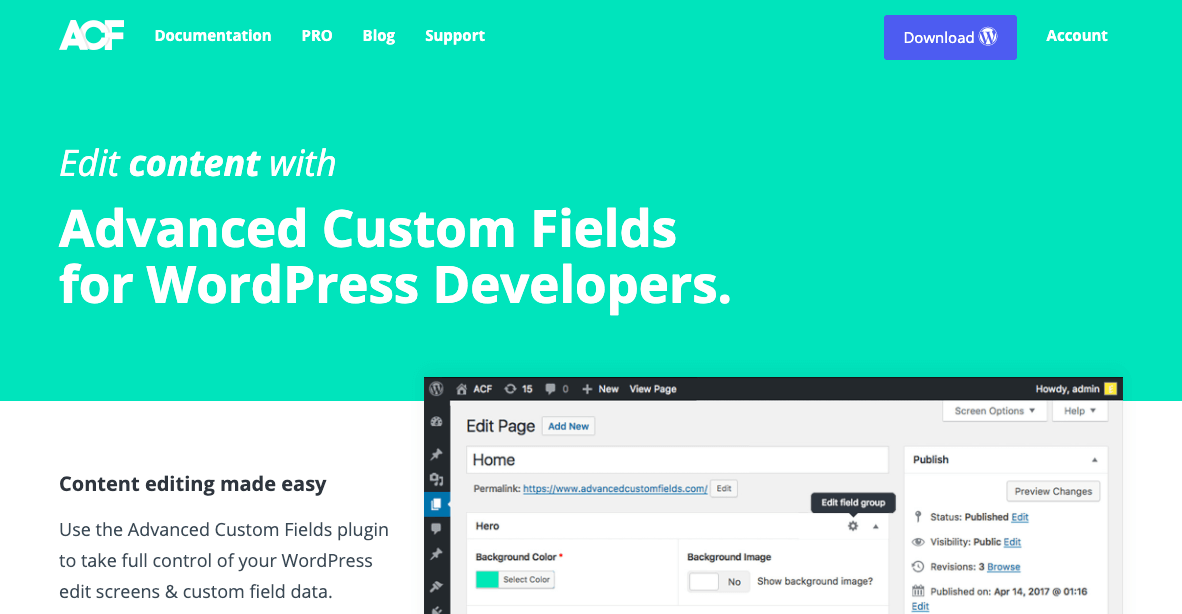 ACF Documentation PRO Blog Support Download Account
Edit content with
Advanced Custom Fields
for WordPress Developers.
Content editing made easy
Use the Advanced Custom Fields plugin
to take full control of your WordPress
edit screens & custom field data.
ACF 15 0 New View Page Howdy, admin
Screen Options Help
Edit Page Add New
Home
Permalink: https://www.advancedcustomfields.com/ Edit
Edit field group
Hero
Background Color *
Select Color
Background Image
No Show background image?
Publish
Preview Changes
Status: Published Edit
Visibility: Public Edit
Revisions: 3 Browse
Published on: Apr 14, 2017 @ 01:16
Edit